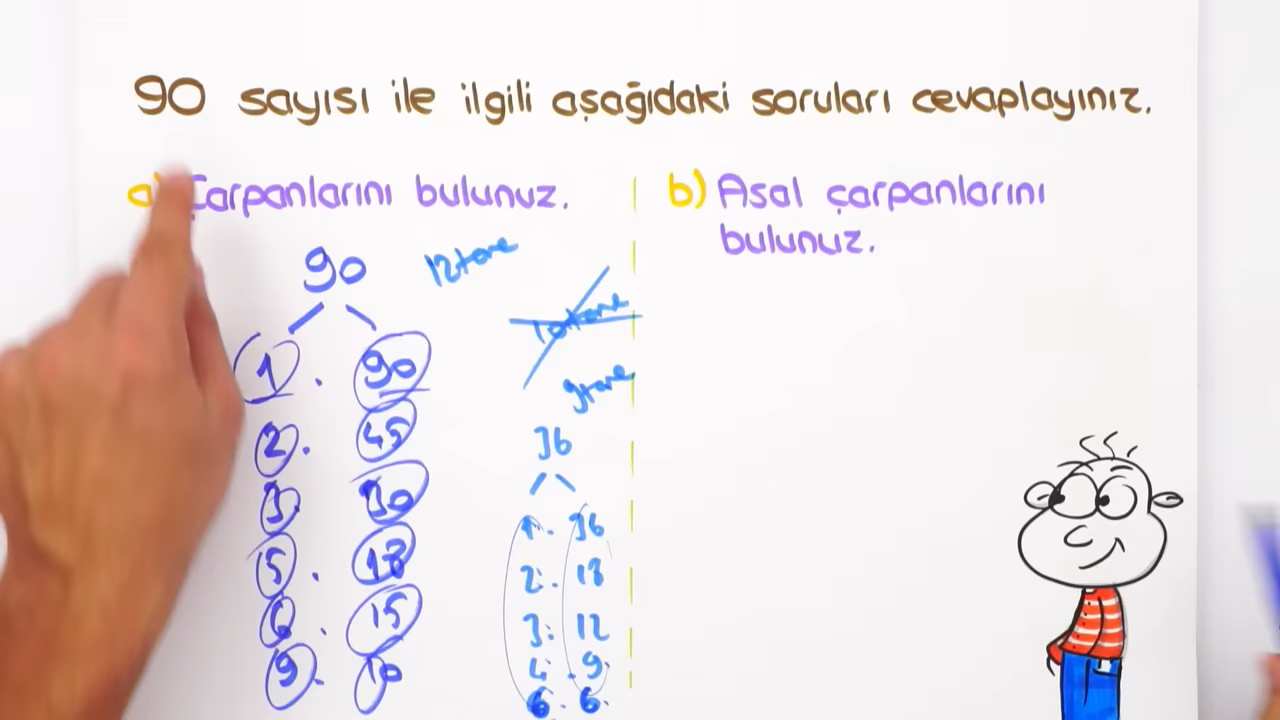 90 sayısı ile ilgili aşağıdaki soruları cevaplayınız.
a) Çarpanlarını bulunuz.
90
12 tane
1 . 90
2 . 45
3 30
5 . 18
6 . 15
9 . 10
10 tane
9 tane
36
1 . 36
2 . 18
3 . 12
4 . 9
6 . 6
b) Asal çarpanlarını
bulunuz.